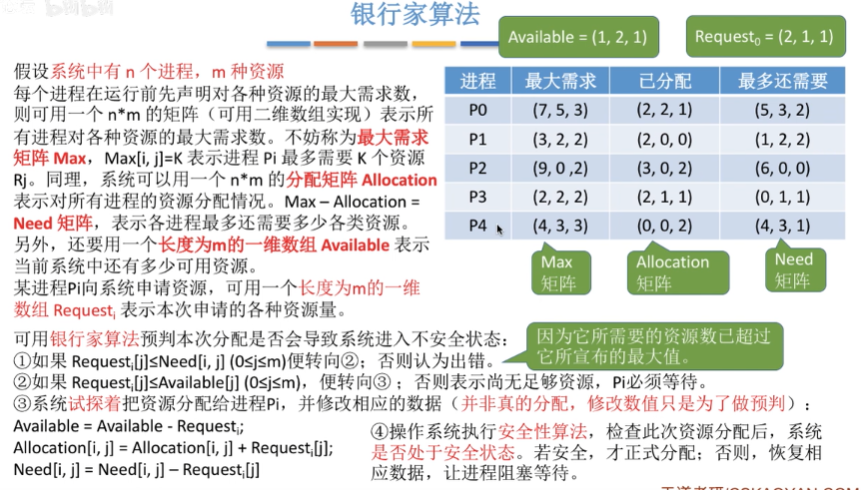 银行家算法
Available = (1, 2, 1)
Request₀ = (2, 1, 1)
假设系统中有 n 个进程，m 种资源
每个进程在运行前先声明对各种资源的最大需求数，
则可用一个 n*m 的矩阵（可用二维数组实现）表示所
有进程对各种资源的最大需求数。不妨称为最大需求
矩阵 Max，Max[i, j]=K 表示进程 Pi 最多需要 K 个资源
Rj。同理，系统可以用一个 n*m 的分配矩阵 Allocation
表示对所有进程的资源分配情况。Max – Allocation =
Need 矩阵，表示各进程最多还需要多少各类资源。
另外，还要用一个长度为m的一维数组 Available 表示
当前系统中还有多少可用资源。
某进程Pi向系统申请资源，可用一个长度为m的一维
数组 Requestᵢ 表示本次申请的各种资源量。
进程 最大需求 已分配 最多还需要
P0 (7, 5, 3) (2, 2, 1) (5, 3, 2)
P1 (3, 2, 2) (2, 0, 0) (1, 2, 2)
P2 (9, 0 ,2) (3, 0, 2) (6, 0, 0)
P3 (2, 2, 2) (2, 1, 1) (0, 1, 1)
P4 (4, 3, 3) (0, 0, 2) (4, 3, 1)
Max
矩阵
Allocation
矩阵
Need
矩阵
可用银行家算法预判本次分配是否会导致系统进入不安全状态：
①如果 Requestᵢ[j]≤Need[i, j] (0≤j≤m)便转向②；否则认为出错。
因为它所需要的资源数已超过
它所宣布的最大值。
②如果 Requestᵢ[j]≤Available[j] (0≤j≤m)，便转向③ ；否则表示尚无足够资源，Pi必须等待。
③系统试探着把资源分配给进程Pi，并修改相应的数据（并非真的分配，修改数值只是为了做预判）：
Available = Available - Requestᵢ;
Allocation[i, j] = Allocation[i, j] + Requestᵢ[j];
Need[i, j] = Need[i, j] – Requestᵢ[j]
④操作系统执行安全性算法，检查此次资源分配后，系统
是否处于安全状态。若安全，才正式分配；否则，恢复相
应数据，让进程阻塞等待。